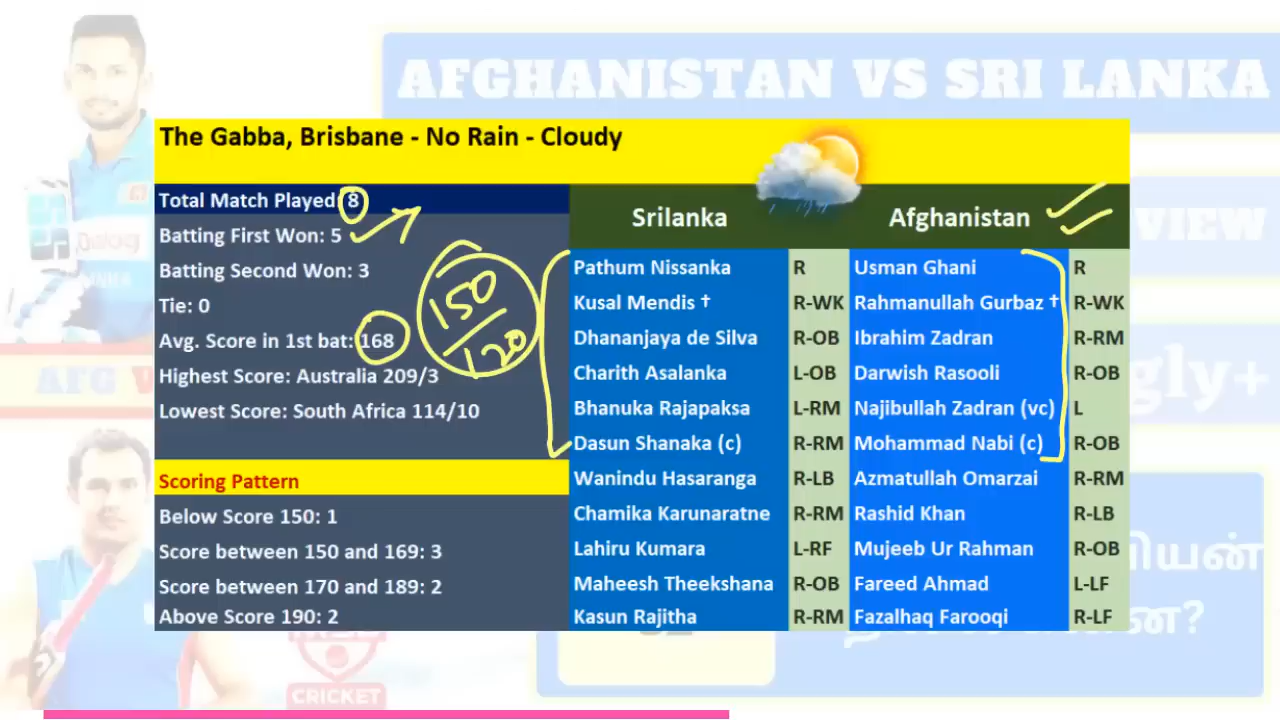 AFGHANISTAN VS SRI LANKA
The Gabba, Brisbane - No Rain - Cloudy
Total Match Played: 8
Batting First Won: 5
Batting Second Won: 3
Tie: 0
Avg. Score in 1st bat: 168
Highest Score: Australia 209/3
Lowest Score: South Africa 114/10
150
120
Scoring Pattern
Below Score 150: 1
Score between 150 and 169: 3
Score between 170 and 189: 2
Above Score 190: 2
Srilanka Afghanistan
Pathum Nissanka R Usman Ghani R
Kusal Mendis † R-WK Rahmanullah Gurbaz † R-WK
Dhananjaya de Silva R-OB Ibrahim Zadran R-RM
Charith Asalanka L-OB Darwish Rasooli R-OB
Bhanuka Rajapaksa L-RM Najibullah Zadran (vc) L
Dasun Shanaka (c) R-RM Mohammad Nabi (c) R-OB
Wanindu Hasaranga R-LB Azmatullah Omarzai R-RM
Chamika Karunaratne R-RM Rashid Khan R-LB
Lahiru Kumara L-RF Mujeeb Ur Rahman R-OB
Maheesh Theekshana R-OB Fareed Ahmad L-LF
Kasun Rajitha R-RM Fazalhaq Farooqi R-LF
VIEW
AFG
gly+
CRICKET